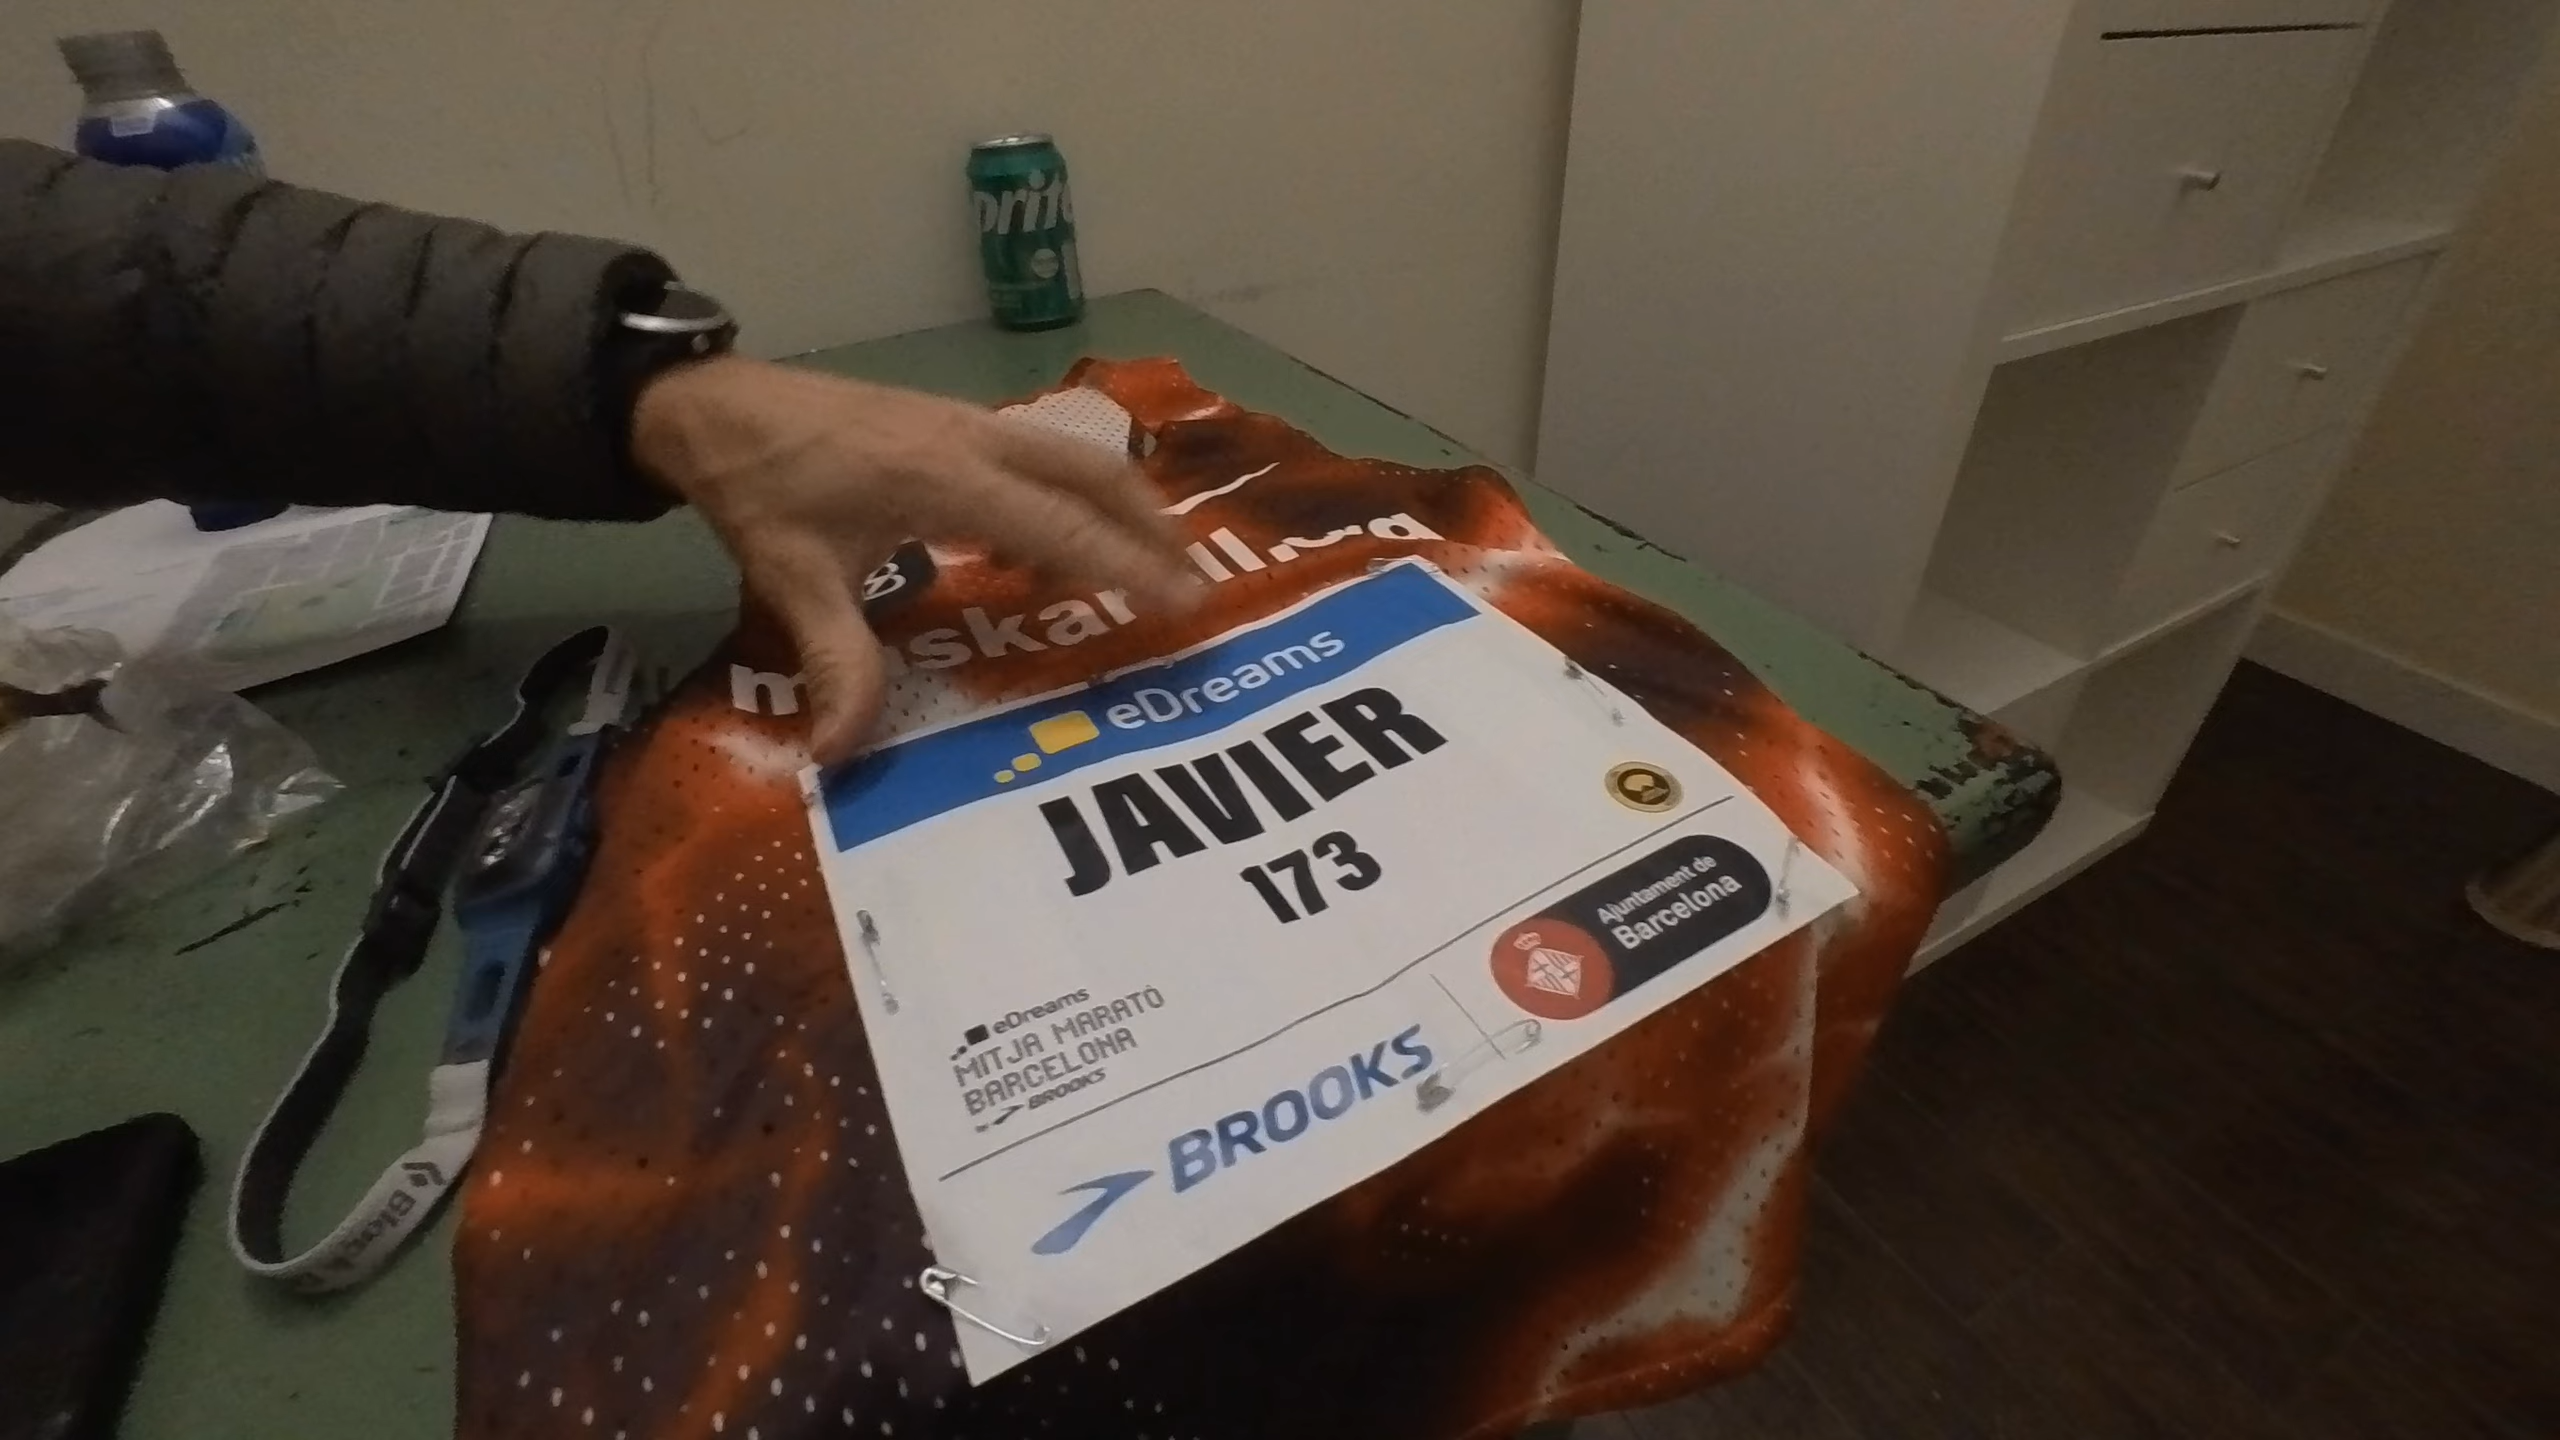 eDreams
JAVIER
173
eDreams
MITJA MARATÓ
BARCELONA
BROOKS
Ajuntament de
Barcelona
BROOKS